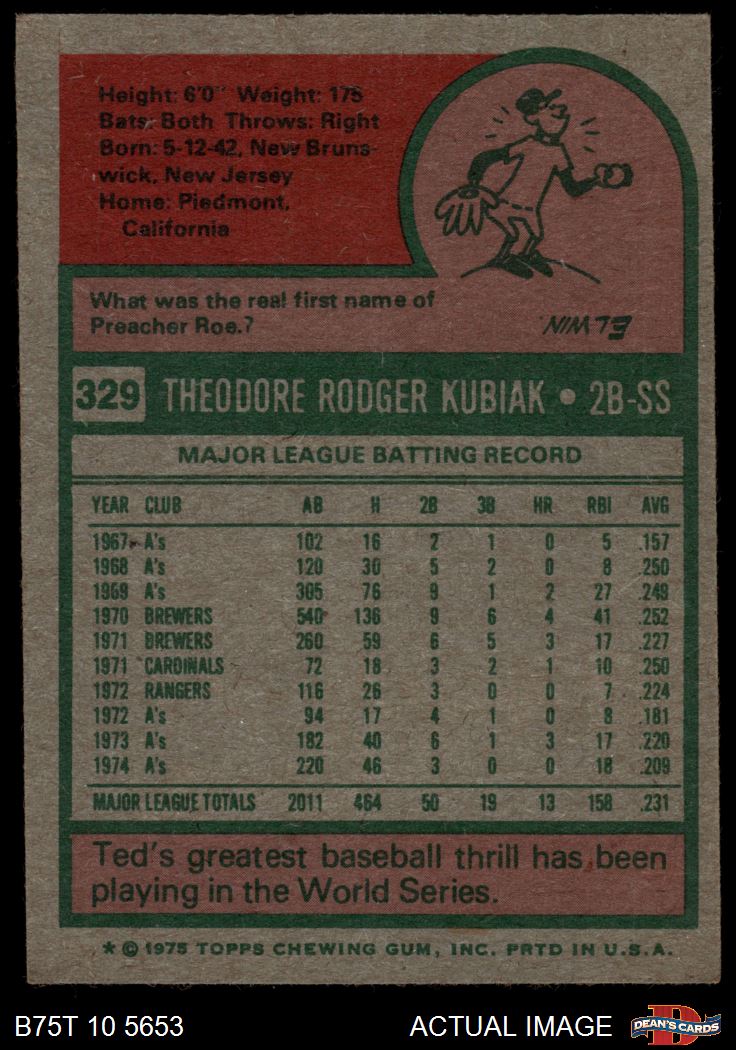 Height: 6'0" Weight: 175
Bats: Both Throws: Right
Born: 5-12-42, New Bruns-
wick, New Jersey
Home: Piedmont,
California
What was the real first name of
Preacher Roe.?
ELWIN.
329 THEODORE RODGER KUBIAK • 2B-SS
MAJOR LEAGUE BATTING RECORD
YEAR CLUB AB H 2B 3B HR RBI AVG
1967 A's 102 16 2 1 0 5 .157
1968 A's 120 30 5 2 0 8 .250
1969 A's 305 76 9 1 2 27 .249
1970 BREWERS 540 136 9 6 4 41 .252
1971 BREWERS 260 59 6 5 3 17 .227
1971 CARDINALS 72 18 3 2 1 10 .250
1972 RANGERS 116 26 3 0 0 7 .224
1972 A's 94 17 4 1 0 8 .181
1973 A's 182 40 6 1 3 17 .220
1974 A's 220 46 3 0 0 18 .209
MAJOR LEAGUE TOTALS 2011 464 50 19 13 158 .231
Ted's greatest baseball thrill has been
playing in the World Series.
* © 1975 TOPPS CHEWING GUM, INC. PRTD IN U.S.A.
B75T 10 5653 ACTUAL IMAGE DEAN'S CARDS